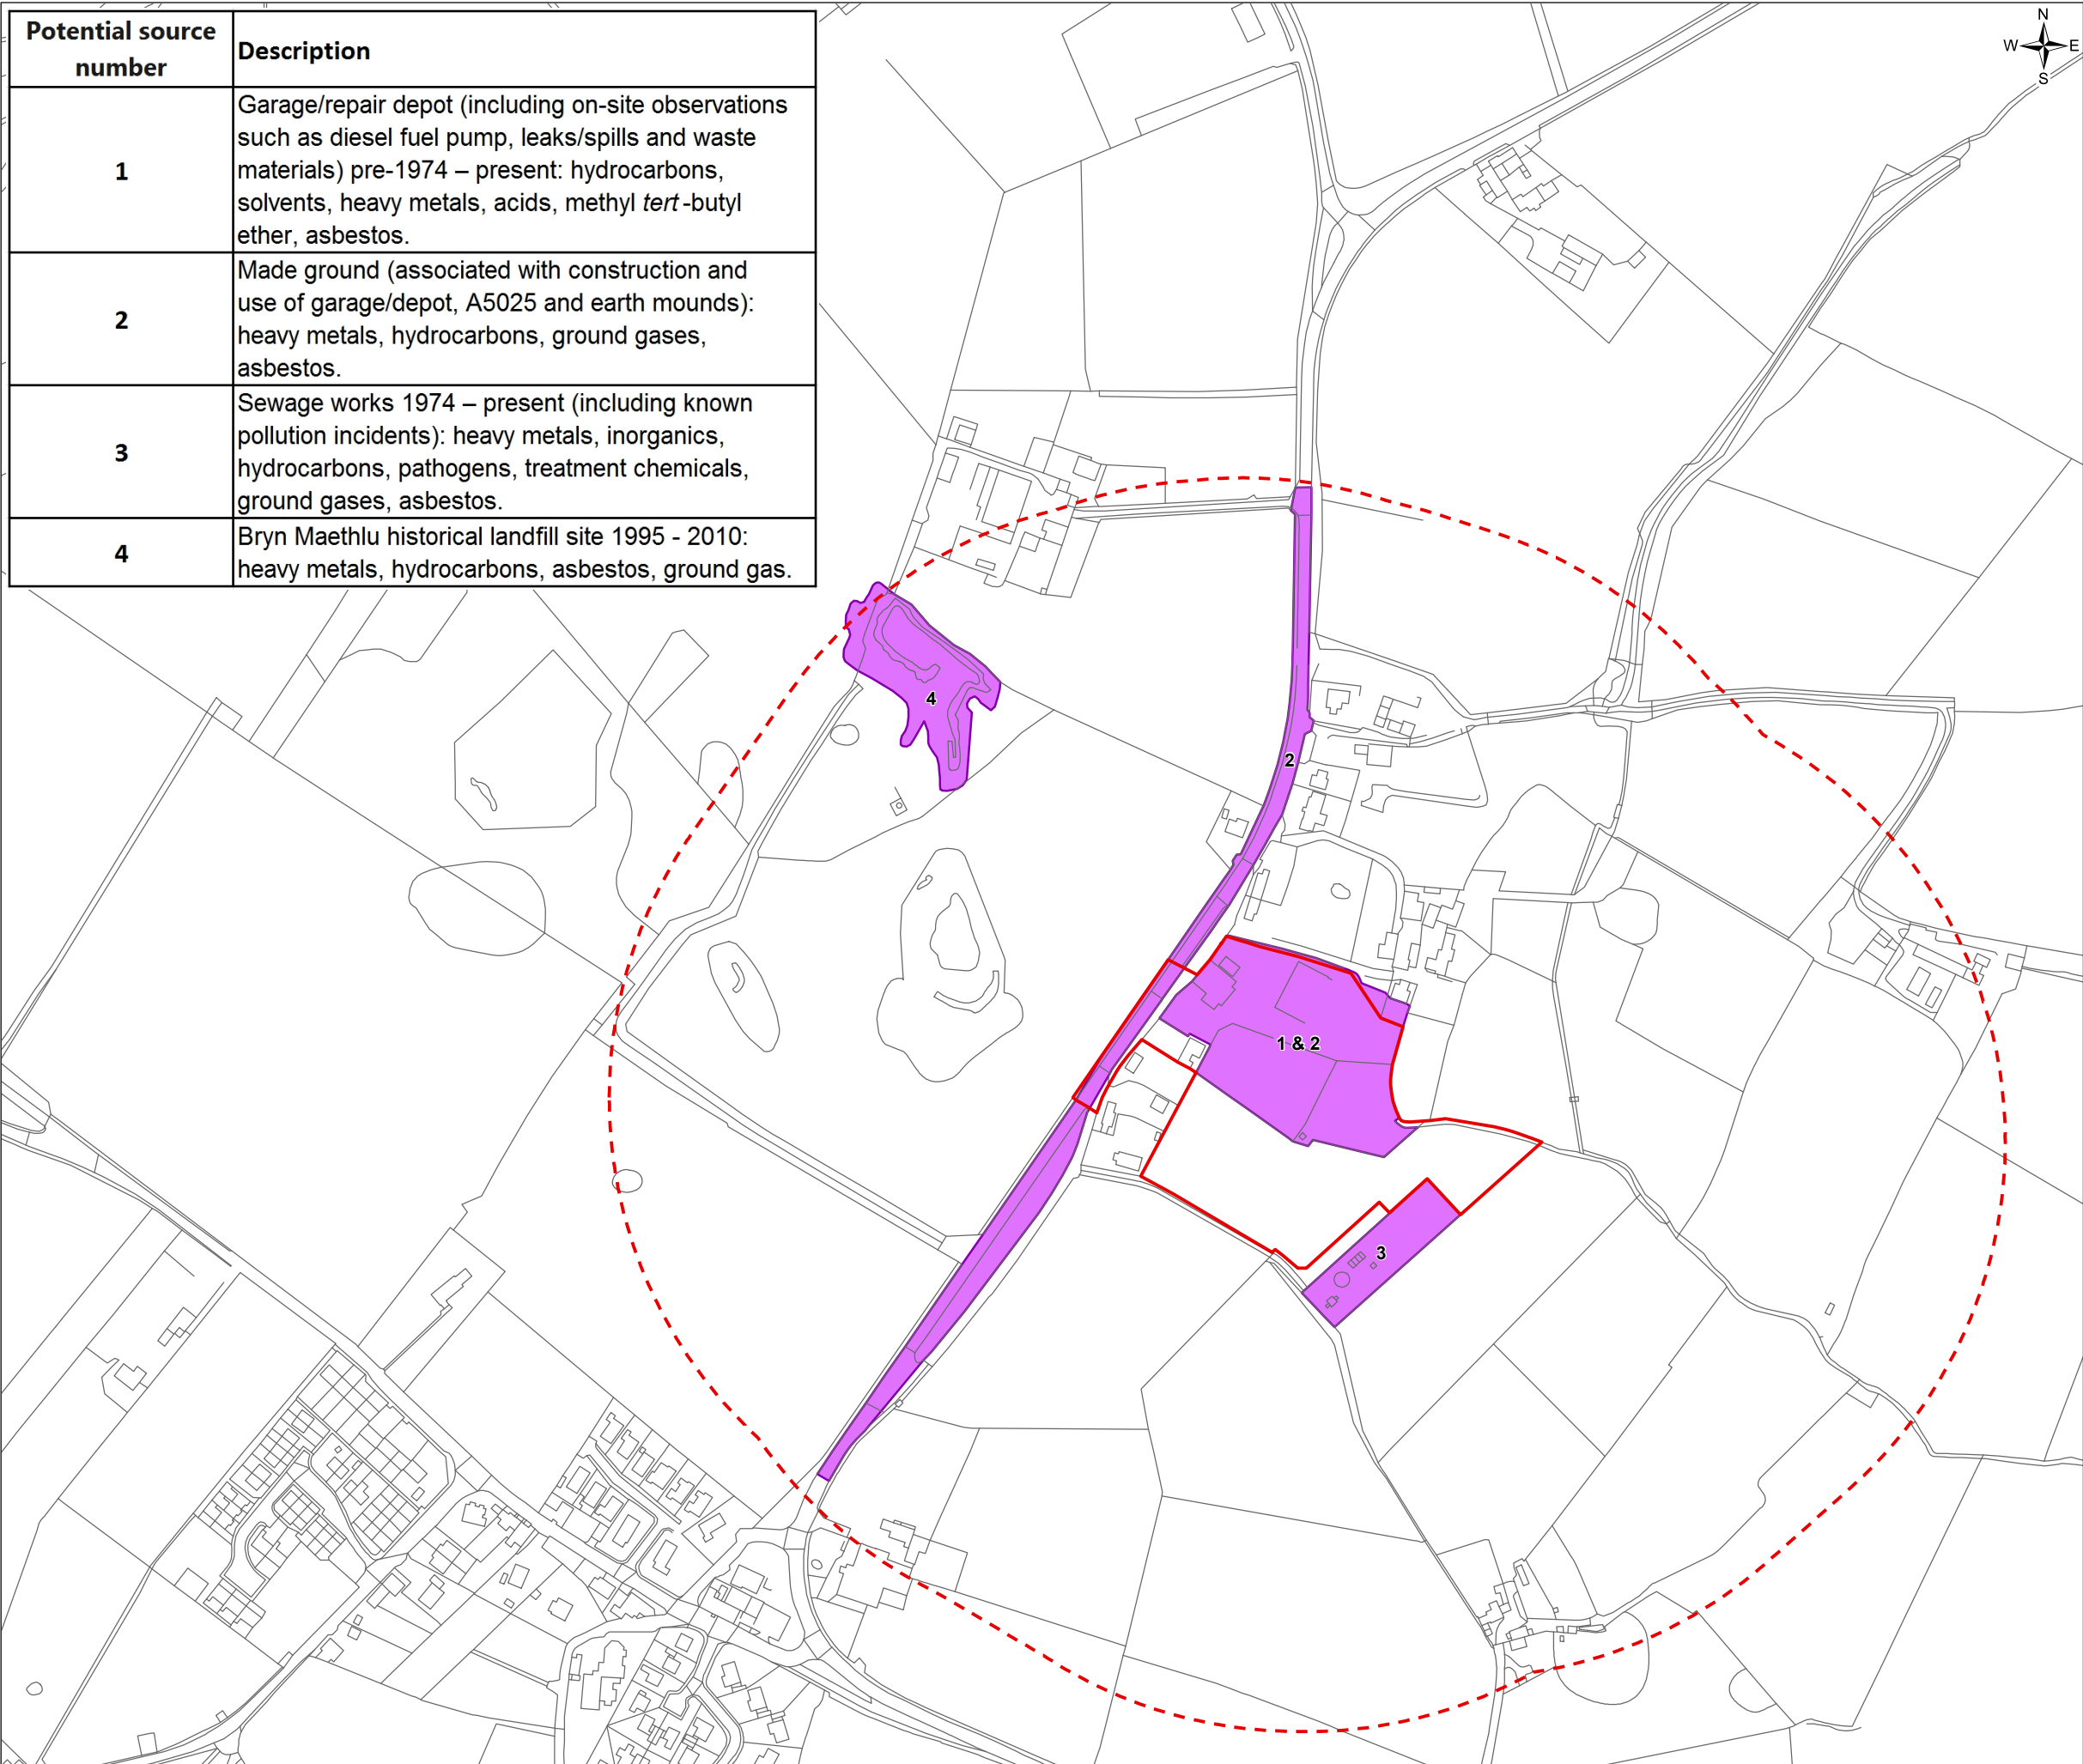 Potential source
number
Description
1
Garage/repair depot (including on-site observations
such as diesel fuel pump, leaks/spills and waste
materials) pre-1974 – present: hydrocarbons,
solvents, heavy metals, acids, methyl tert-butyl
ether, asbestos.
2
Made ground (associated with construction and
use of garage/depot, A5025 and earth mounds):
heavy metals, hydrocarbons, ground gases,
asbestos.
3
Sewage works 1974 – present (including known
pollution incidents): heavy metals, inorganics,
hydrocarbons, pathogens, treatment chemicals,
ground gases, asbestos.
4
Bryn Maethlu historical landfill site 1995 - 2010:
heavy metals, hydrocarbons, asbestos, ground gas.
N
W E
S
4
2
1 & 2
3